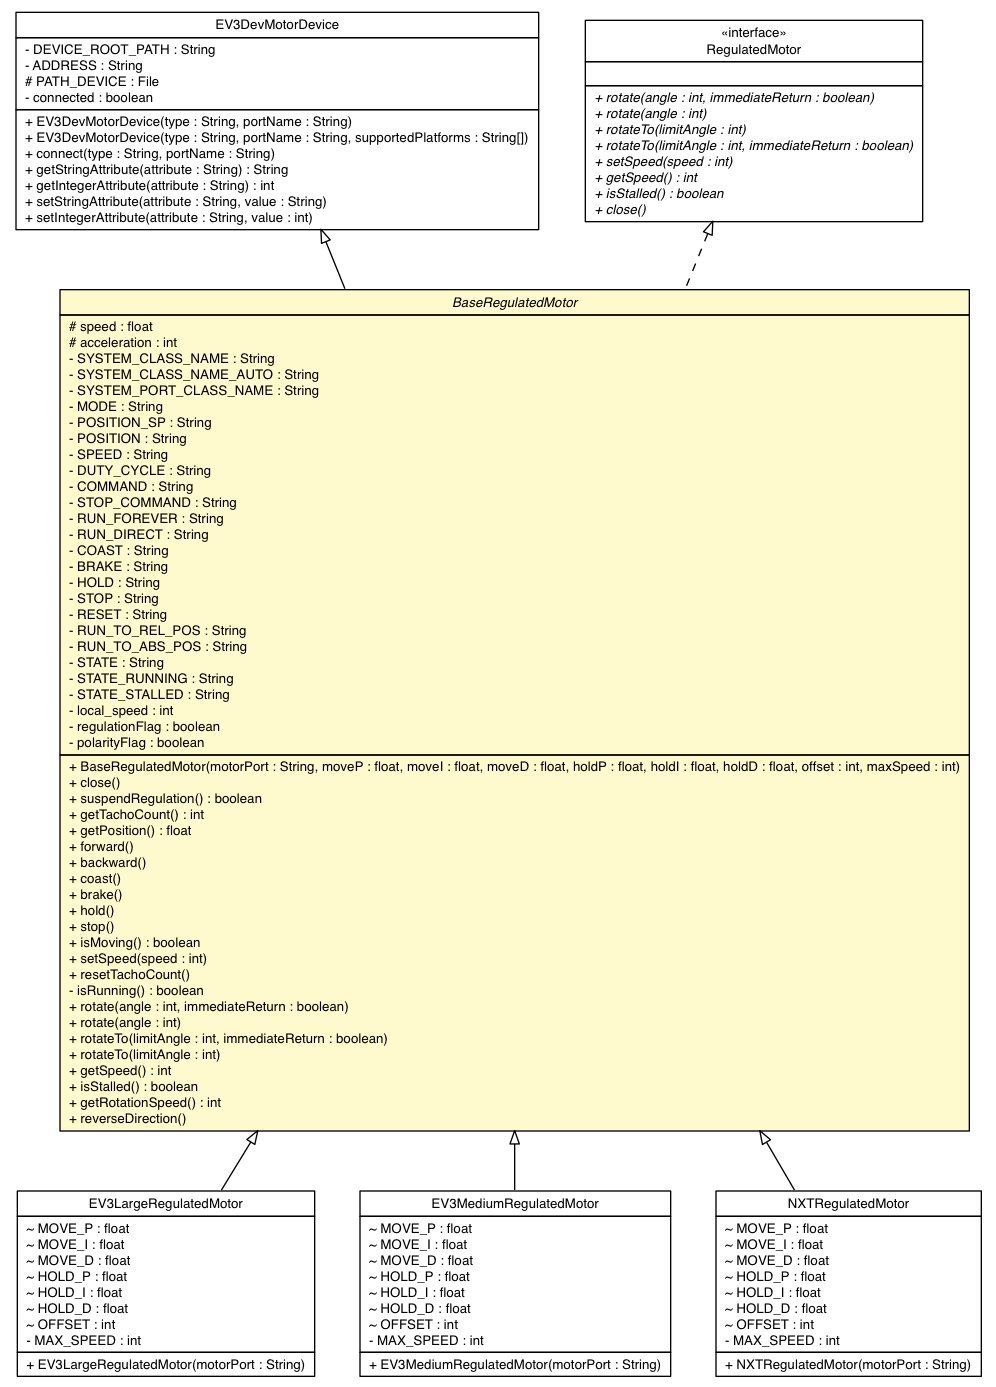 EV3DevMotorDevice
- DEVICE_ROOT_PATH : String
- ADDRESS : String
# PATH_DEVICE : File
- connected : boolean
+ EV3DevMotorDevice(type : String, portName : String)
+ EV3DevMotorDevice(type : String, portName : String, supportedPlatforms : String[])
+ connect(type : String, portName : String)
+ getStringAttribute(attribute : String) : String
+ getIntegerAttribute(attribute : String) : int
+ setStringAttribute(attribute : String, value : String)
+ setIntegerAttribute(attribute : String, value : int)
«interface»
RegulatedMotor
+ rotate(angle : int, immediateReturn : boolean)
+ rotate(angle : int)
+ rotateTo(limitAngle : int)
+ rotateTo(limitAngle : int, immediateReturn : boolean)
+ setSpeed(speed : int)
+ getSpeed() : int
+ isStalled() : boolean
+ close()
BaseRegulatedMotor
# speed : float
# acceleration : int
- SYSTEM_CLASS_NAME : String
- SYSTEM_CLASS_NAME_AUTO : String
- SYSTEM_PORT_CLASS_NAME : String
- MODE : String
- POSITION_SP : String
- POSITION : String
- SPEED : String
- DUTY_CYCLE : String
- COMMAND : String
- STOP_COMMAND : String
- RUN_FOREVER : String
- RUN_DIRECT : String
- COAST : String
- BRAKE : String
- HOLD : String
- STOP : String
- RESET : String
- RUN_TO_REL_POS : String
- RUN_TO_ABS_POS : String
- STATE : String
- STATE_RUNNING : String
- STATE_STALLED : String
- local_speed : int
- regulationFlag : boolean
- polarityFlag : boolean
+ BaseRegulatedMotor(motorPort : String, moveP : float, moveI : float, moveD : float, holdP : float, holdI : float, holdD : float, offset : int, maxSpeed : int)
+ close()
+ suspendRegulation() : boolean
+ getTachoCount() : int
+ getPosition() : float
+ forward()
+ backward()
+ coast()
+ brake()
+ hold()
+ stop()
+ isMoving() : boolean
+ setSpeed(speed : int)
+ resetTachoCount()
- isRunning() : boolean
+ rotate(angle : int, immediateReturn : boolean)
+ rotate(angle : int)
+ rotateTo(limitAngle : int, immediateReturn : boolean)
+ rotateTo(limitAngle : int)
+ getSpeed() : int
+ isStalled() : boolean
+ getRotationSpeed() : int
+ reverseDirection()
EV3LargeRegulatedMotor
~ MOVE_P : float
~ MOVE_I : float
~ MOVE_D : float
~ HOLD_P : float
~ HOLD_I : float
~ HOLD_D : float
~ OFFSET : int
- MAX_SPEED : int
+ EV3LargeRegulatedMotor(motorPort : String)
EV3MediumRegulatedMotor
~ MOVE_P : float
~ MOVE_I : float
~ MOVE_D : float
~ HOLD_P : float
~ HOLD_I : float
~ HOLD_D : float
~ OFFSET : int
- MAX_SPEED : int
+ EV3MediumRegulatedMotor(motorPort : String)
NXTRegulatedMotor
~ MOVE_P : float
~ MOVE_I : float
~ MOVE_D : float
~ HOLD_P : float
~ HOLD_I : float
~ HOLD_D : float
~ OFFSET : int
- MAX_SPEED : int
+ NXTRegulatedMotor(motorPort : String)